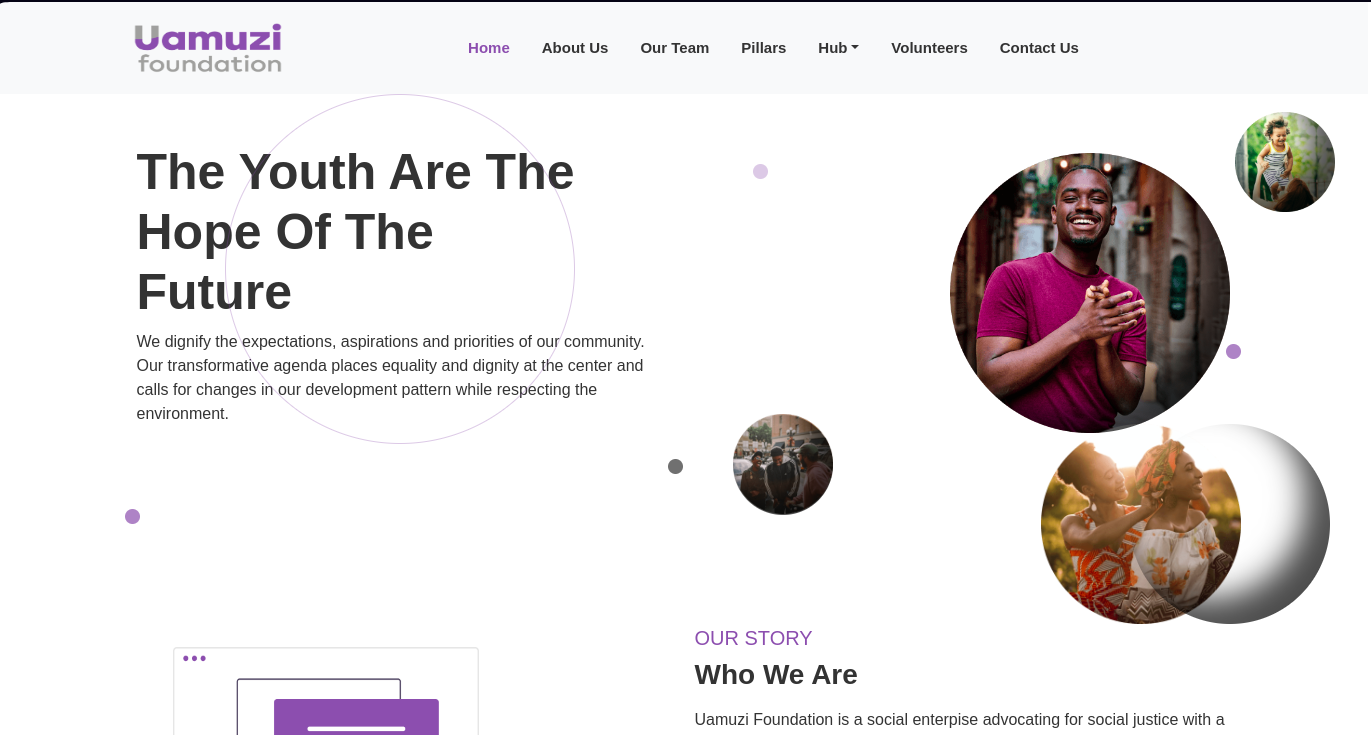 Uamuzi
foundation
Home About Us Our Team Pillars Hub Volunteers Contact Us
The Youth Are The
Hope Of The
Future
We dignify the expectations, aspirations and priorities of our community.
Our transformative agenda places equality and dignity at the center and
calls for changes in our development pattern while respecting the
environment.
OUR STORY
Who We Are
Uamuzi Foundation is a social enterpise advocating for social justice with a